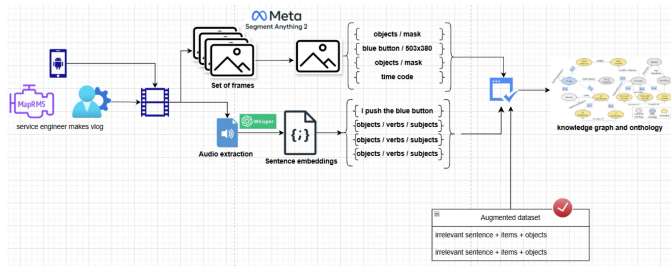 Meta
Segment Anything 2
objects / mask
blue button / 503x380
objects / mask
time code
Set of frames
MapRMS
service engineer makes vlog
Whisper
I push the blue button
objects / verbs / subjects
objects / verbs / subjects
objects / verbs / subjects
Audio extraction
Sentence embeddings
knowledge graph and onthology
Augmented dataset
irrelevant sentence + items + objects
irrelevant sentence + items + objects